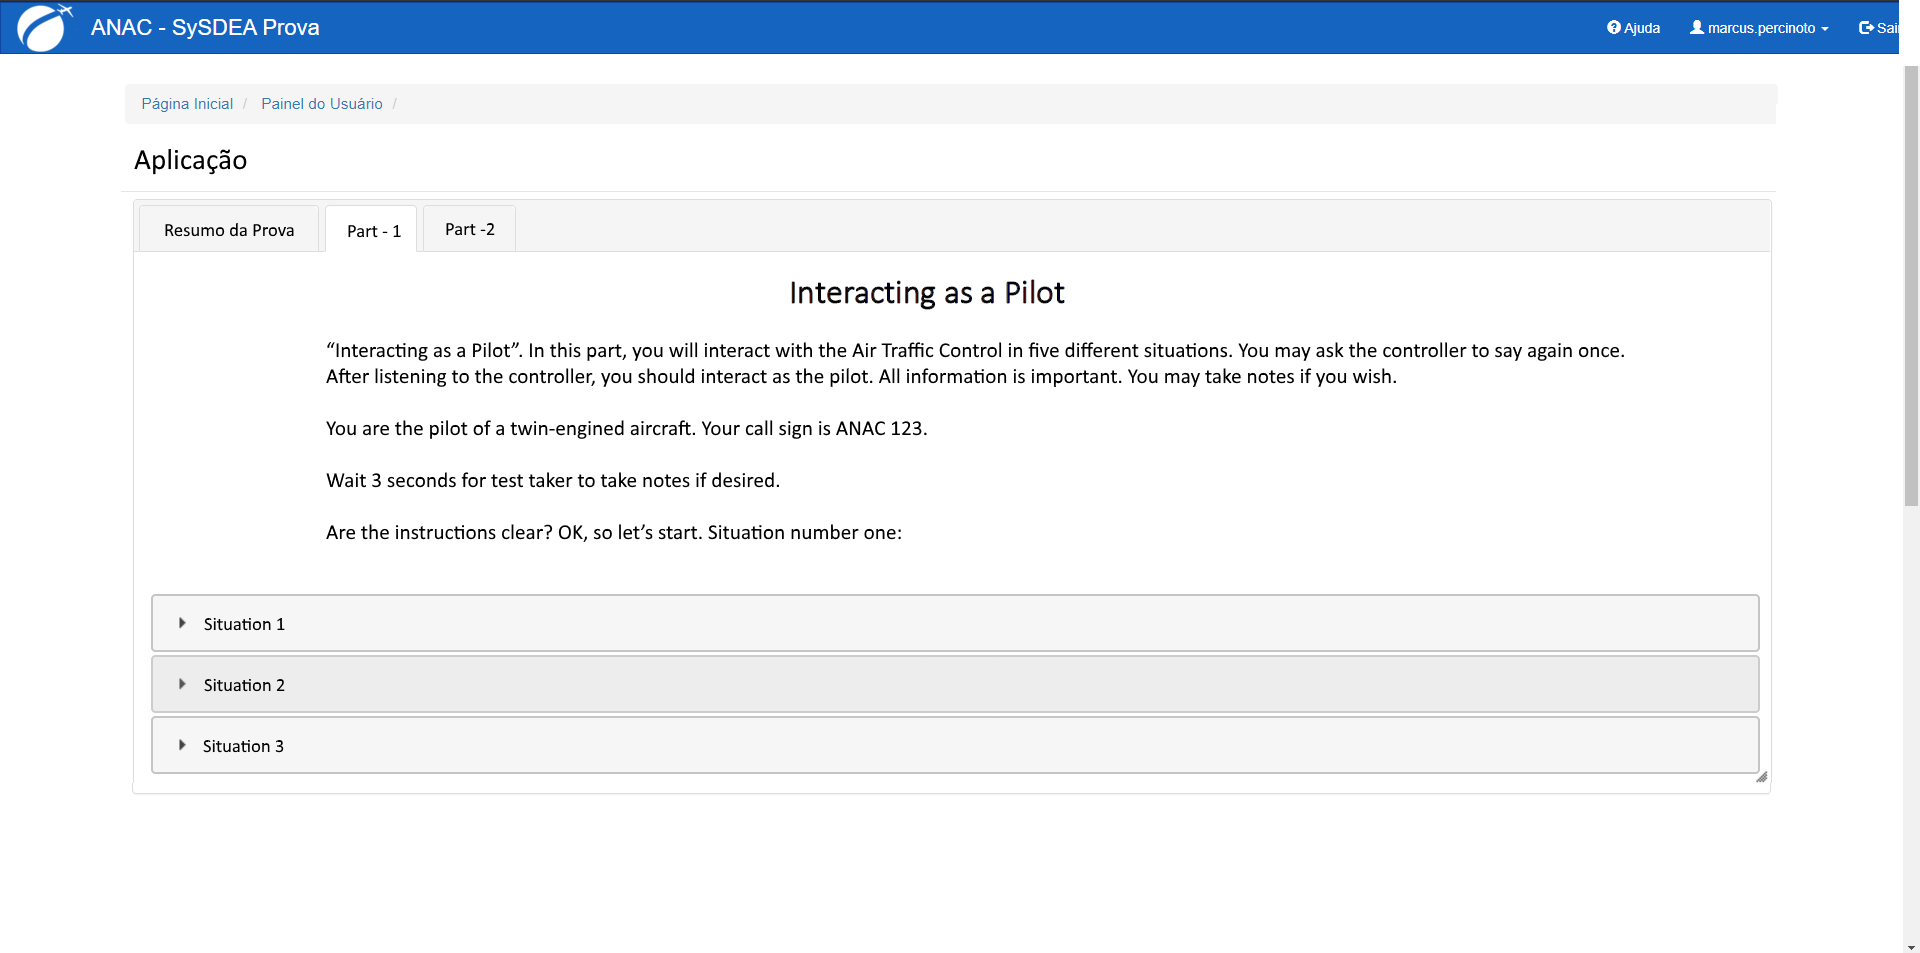 ANAC - SySDEA Prova
Ajuda
marcus.percinoto
Sair
Página Inicial / Painel do Usuário /
Aplicação
Resumo da Prova
Part - 1
Part -2
Interacting as a Pilot
“Interacting as a Pilot”. In this part, you will interact with the Air Traffic Control in five different situations. You may ask the controller to say again once.
After listening to the controller, you should interact as the pilot. All information is important. You may take notes if you wish.
You are the pilot of a twin-engined aircraft. Your call sign is ANAC 123.
Wait 3 seconds for test taker to take notes if desired.
Are the instructions clear? OK, so let’s start. Situation number one:
Situation 1
Situation 2
Situation 3